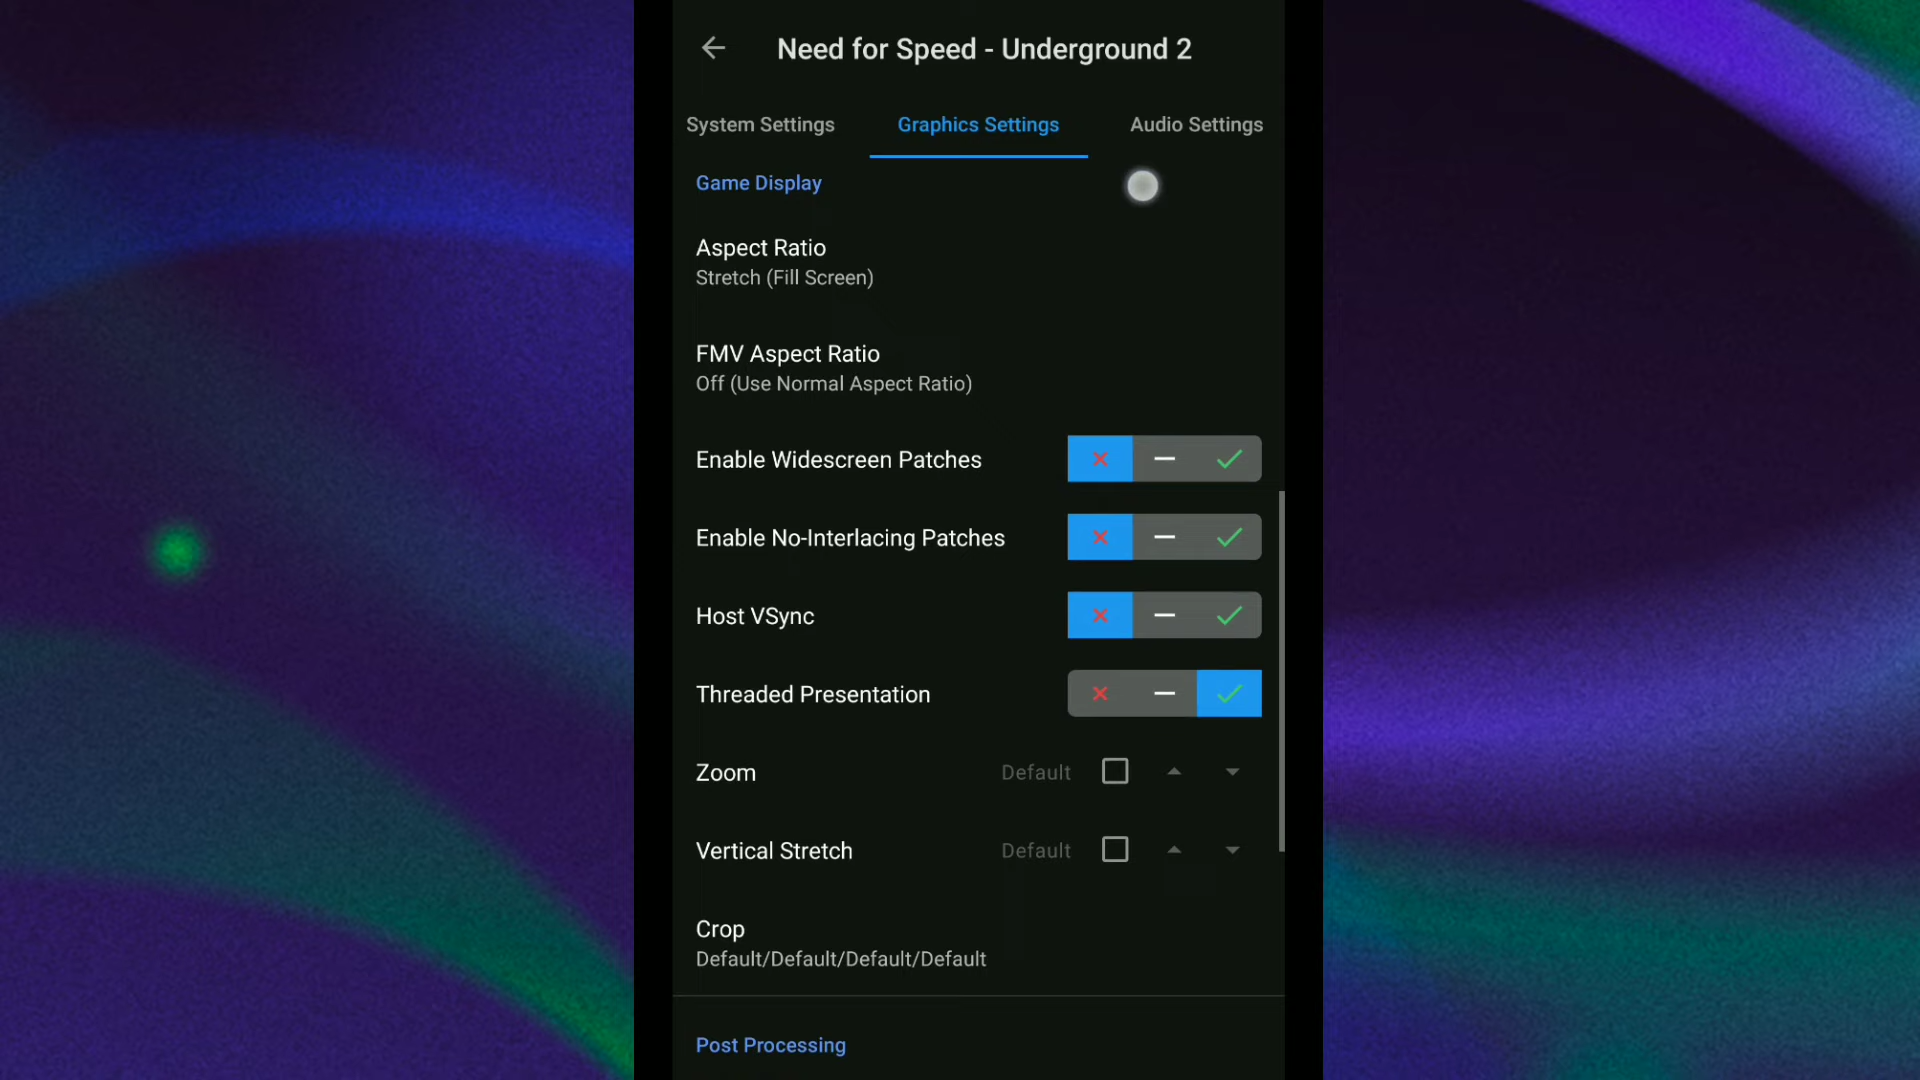 Need for Speed - Underground 2
System Settings
Graphics Settings
Audio Settings
Game Display
Aspect Ratio
Stretch (Fill Screen)
FMV Aspect Ratio
Off (Use Normal Aspect Ratio)
Enable Widescreen Patches
Enable No-Interlacing Patches
Host VSync
Threaded Presentation
Zoom Default
Vertical Stretch Default
Crop
Default/Default/Default/Default
Post Processing